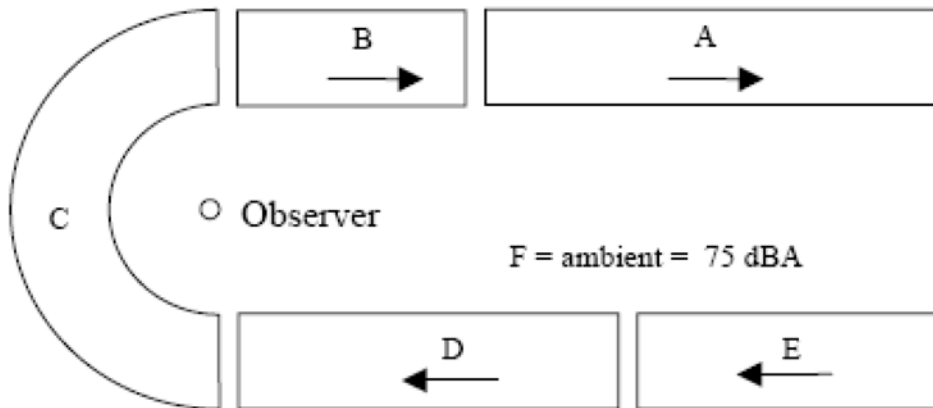 B
A
C
Observer
F = ambient = 75 dBA
D
E